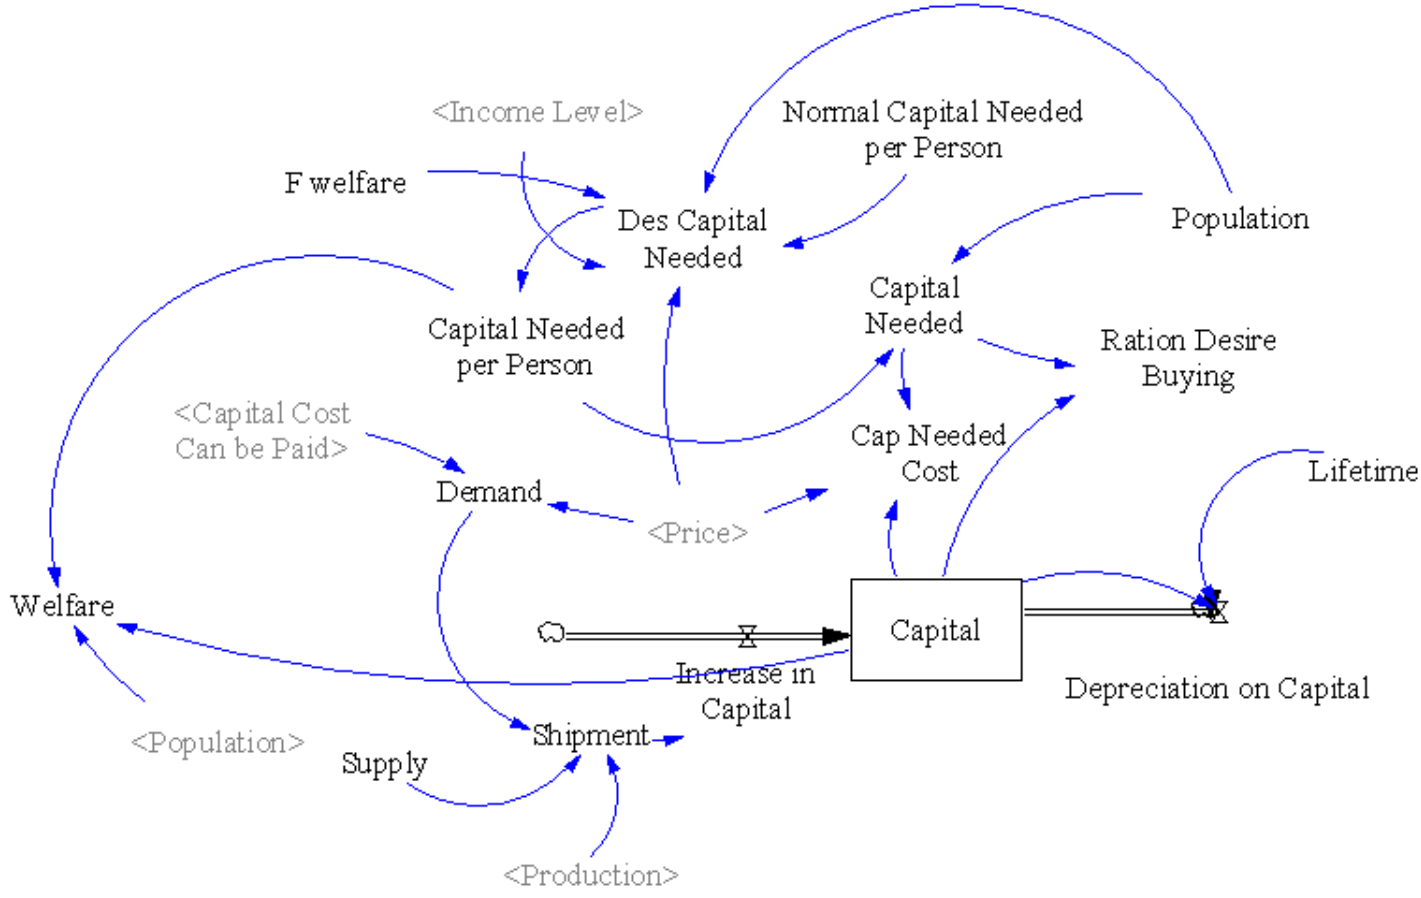 <Income Level>
Normal Capital Needed
per Person
F welfare
Des Capital
Needed
Population
Capital
Needed
Capital Needed
per Person
Ration Desire
Buying
<Capital Cost
Can be Paid>
Cap Needed
Cost
Demand
Lifetime
<Price>
Welfare
Capital
Increase in
Capital
Depreciation on Capital
<Population>
Shipment
Supply
<Production>